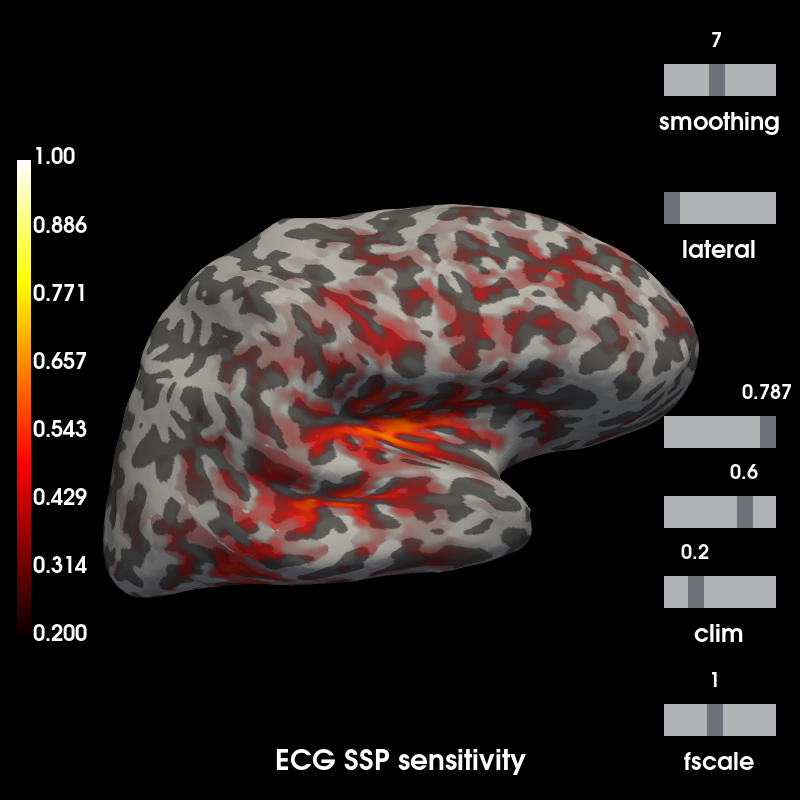 7
smoothing
1.00
0.886
lateral
0.771
0.657
0.787
0.543
0.6
0.429
0.314
0.2
0.200
clim
1
ECG SSP sensitivity
fscale